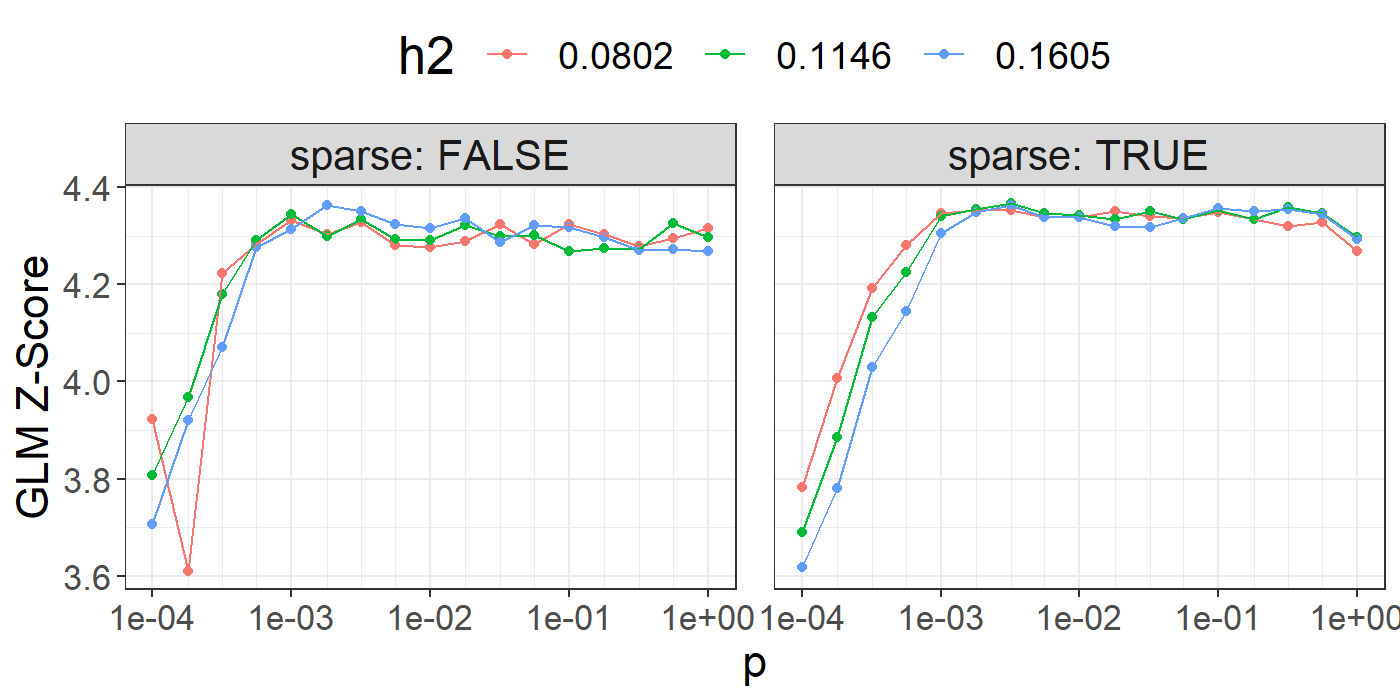 h2 0.0802 0.1146 0.1605
sparse: FALSE sparse: TRUE
GLM Z-Score
4.4
4.2
4.0
3.8
3.6
1e-04 1e-03 1e-02 1e-01 1e+00 1e-04 1e-03 1e-02 1e-01 1e+00
p